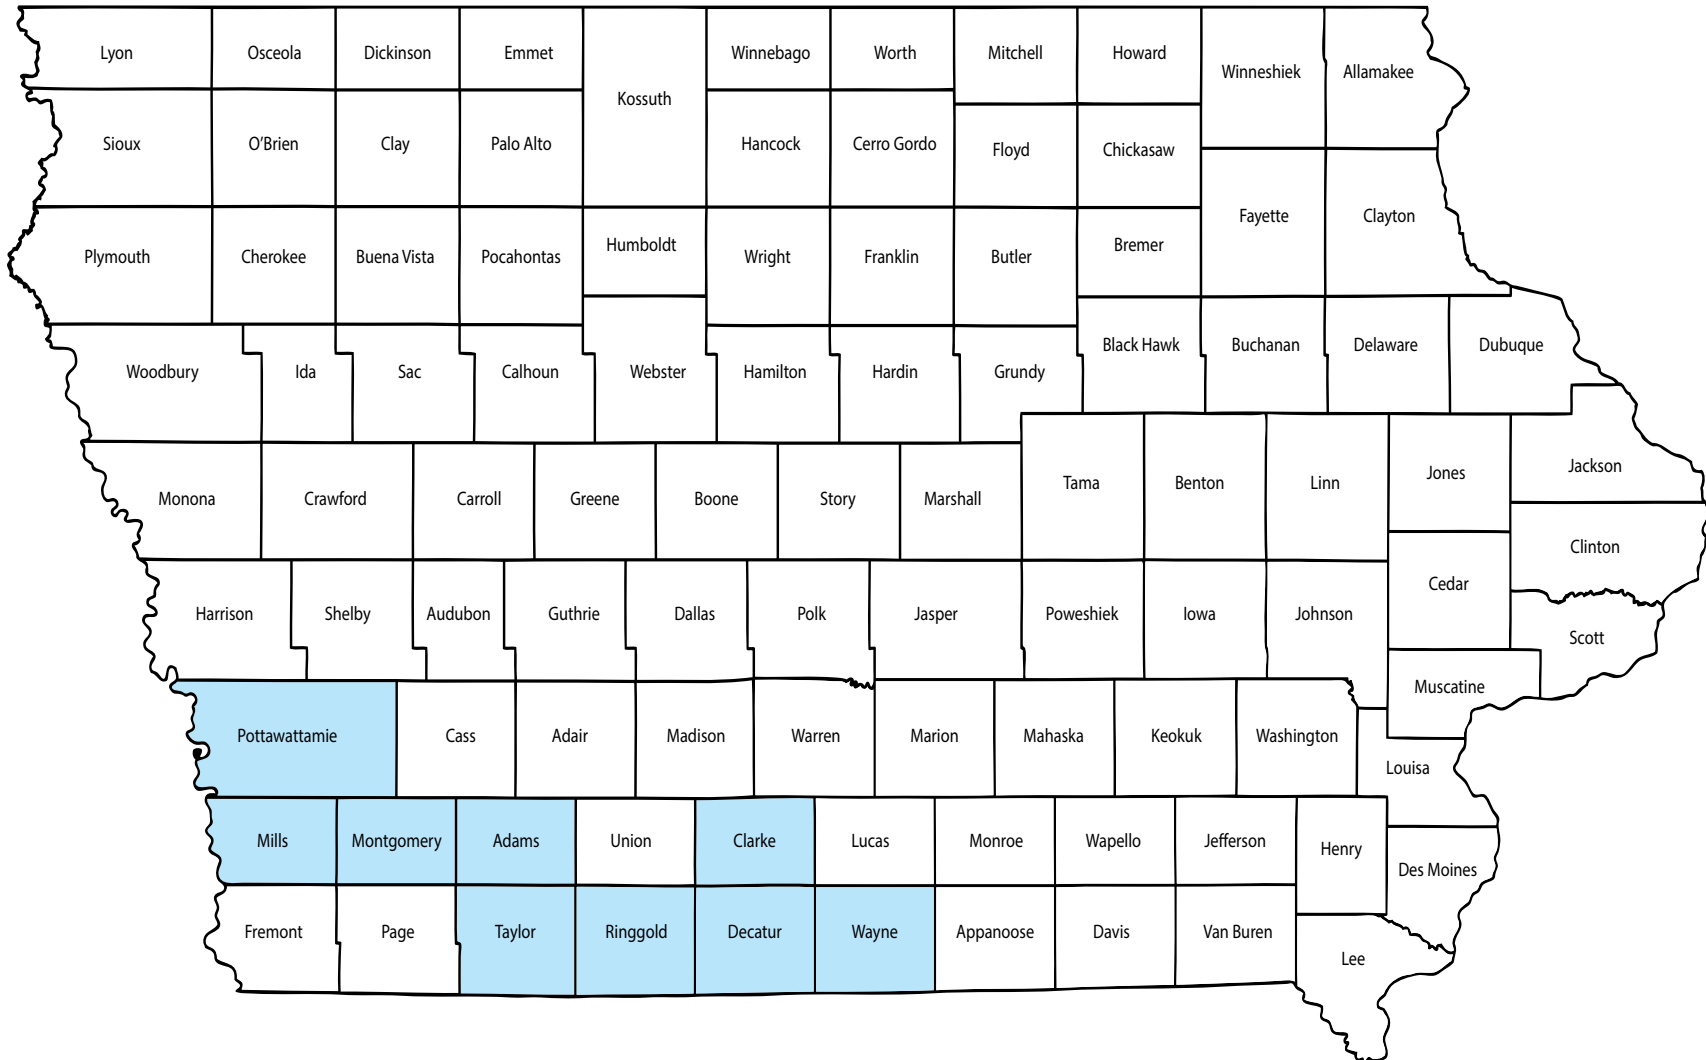 Lyon
Osceola
Dickinson
Emmet
Kossuth
Winnebago
Worth
Mitchell
Howard
Winneshiek
Allamakee
Sioux
O'Brien
Clay
Palo Alto
Hancock
Cerro Gordo
Floyd
Chickasaw
Plymouth
Cherokee
Buena Vista
Pocahontas
Humboldt
Wright
Franklin
Butler
Bremer
Fayette
Clayton
Woodbury
Ida
Sac
Calhoun
Webster
Hamilton
Hardin
Grundy
Black Hawk
Buchanan
Delaware
Dubuque
Monona
Crawford
Carroll
Greene
Boone
Story
Marshall
Tama
Benton
Linn
Jones
Jackson
Clinton
Cedar
Harrison
Shelby
Audubon
Guthrie
Dallas
Polk
Jasper
Poweshiek
Iowa
Johnson
Scott
Muscatine
Pottawattamie
Cass
Adair
Madison
Warren
Marion
Mahaska
Keokuk
Washington
Louisa
Mills
Montgomery
Adams
Union
Clarke
Lucas
Monroe
Wapello
Jefferson
Henry
Des Moines
Fremont
Page
Taylor
Ringgold
Decatur
Wayne
Appanoose
Davis
Van Buren
Lee